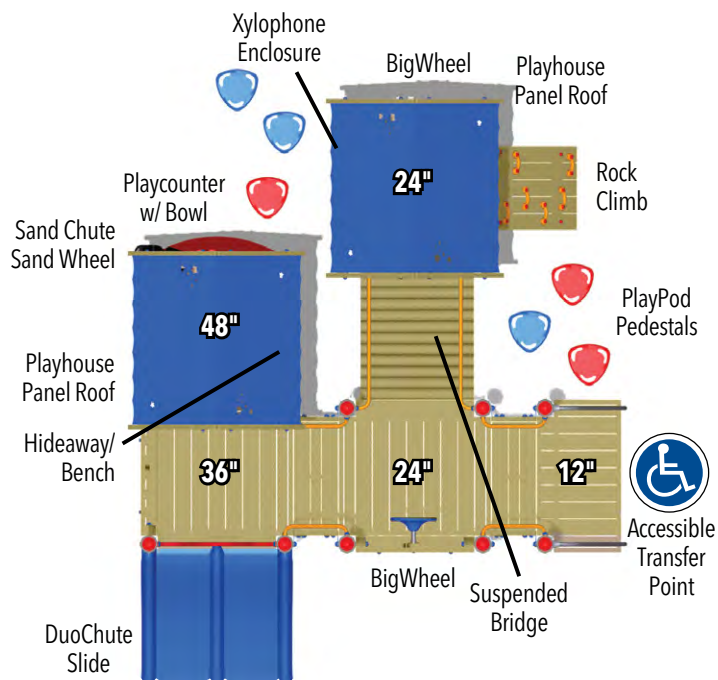 Xylophone
Enclosure
BigWheel
Playhouse
Panel Roof
24"
Rock
Climb
Playcounter
w/ Bowl
Sand Chute
Sand Wheel
48"
PlayPod
Pedestals
Playhouse
Panel Roof
Hideaway/
Bench
36"
24"
12"
Accessible
Transfer
Point
BigWheel
Suspended
Bridge
DuoChute
Slide